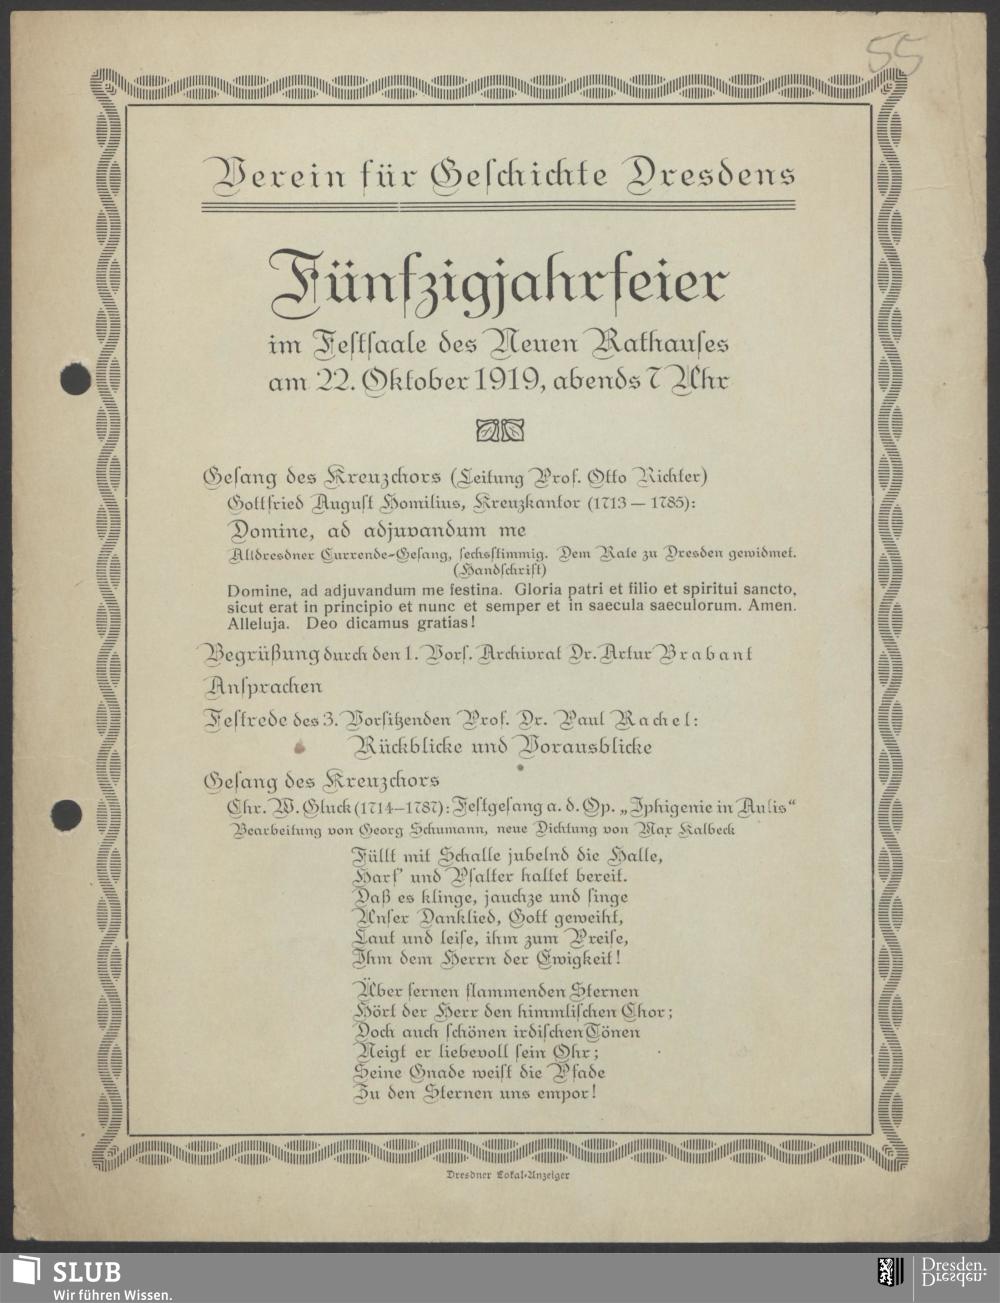 55
Verein für Geschichte Dresdens
Fünfzigjahrfeier
im Festsaale des Neuen Rathauses
am 22. Oktober 1919, abends 7 Uhr
Gesang des Kreuzchors (Leitung Prof. Otto Richter)
Gottfried August Homilius, Kreuzkantor (1713 — 1785):
Domine, ad adjuvandum me
Altdresdner Currende-Gesang, sechsstimmig. Dem Rate zu Dresden gewidmet.
(Handschrift)
Domine, ad adjuvandum me festina. Gloria patri et filio et spiritui sancto,
sicut erat in principio et nunc et semper et in saecula saeculorum. Amen.
Alleluja. Deo dicamus gratias!
Begrüßung durch den 1. Vors. Archivrat Dr. Artur Brabant
Ansprachen
Festrede des 3. Vorsitzenden Prof. Dr. Paul Rachel:
Rückblicke und Vorausblicke
Gesang des Kreuzchors
Chr. W. Gluck (1714—1787): Festgesang a. d. Op. „Iphigenie in Aulis“
Bearbeitung von Georg Schumann, neue Dichtung von Max Kalbeck
Füllt mit Schalle jubelnd die Halle,
Harf' und Psalter haltet bereit.
Daß es klinge, jauchze und singe
Unser Danklied, Gott geweiht,
Laut und leise, ihm zum Preise,
Ihm dem Herrn der Ewigkeit!
Über fernen flammenden Sternen
Hört der Herr den himmlischen Chor;
Doch auch schönen irdischen Tönen
Neigt er liebevoll sein Ohr;
Seine Gnade weist die Pfade
Zu den Sternen uns empor!
Dresdner Lokal-Anzeiger
SLUB
Wir führen Wissen.
Dresden.
Dresden.